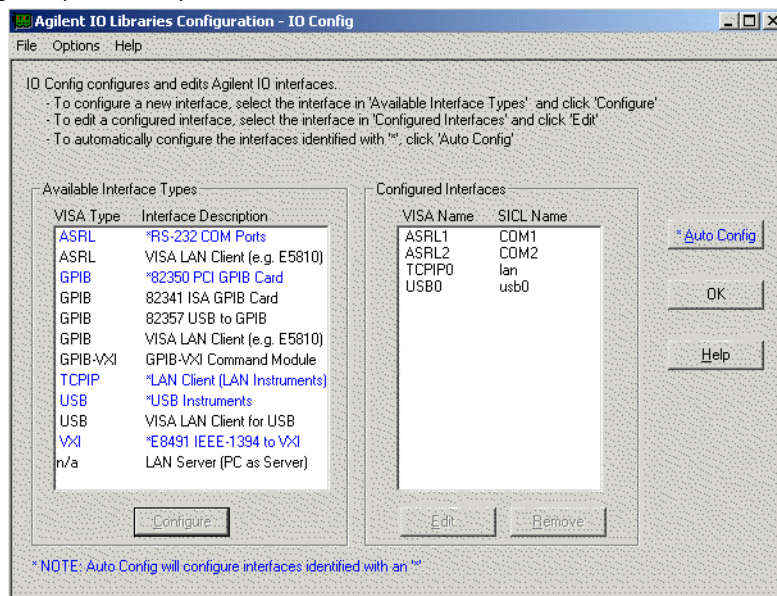 Agilent IO Libraries Configuration - IO Config
File Options Help
IO Config configures and edits Agilent IO interfaces.
- To configure a new interface, select the interface in 'Available Interface Types' and click 'Configure'
- To edit a configured interface, select the interface in 'Configured Interfaces' and click 'Edit'
- To automatically configure the interfaces identified with '*', click 'Auto Config'
Available Interface Types
VISA Type Interface Description
ASRL *RS-232 COM Ports
ASRL VISA LAN Client (e.g. E5810)
GPIB *82350 PCI GPIB Card
GPIB 82341 ISA GPIB Card
GPIB 82357 USB to GPIB
GPIB VISA LAN Client (e.g. E5810)
GPIB-VXI GPIB-VXI Command Module
TCPIP *LAN Client (LAN Instruments)
USB *USB Instruments
USB VISA LAN Client for USB
VXI *E8491 IEEE-1394 to VXI
n/a LAN Server (PC as Server)
Configure
Configured Interfaces
VISA Name SICL Name
ASRL1 COM1
ASRL2 COM2
TCPIP0 lan
USB0 usb0
Edit Remove
* Auto Config
OK
Help
* NOTE: Auto Config will configure interfaces identified with an '*'